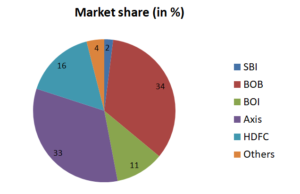 Market share (in %)
4
2
16
34
33
11
SBI
BOB
BOI
Axis
HDFC
Others